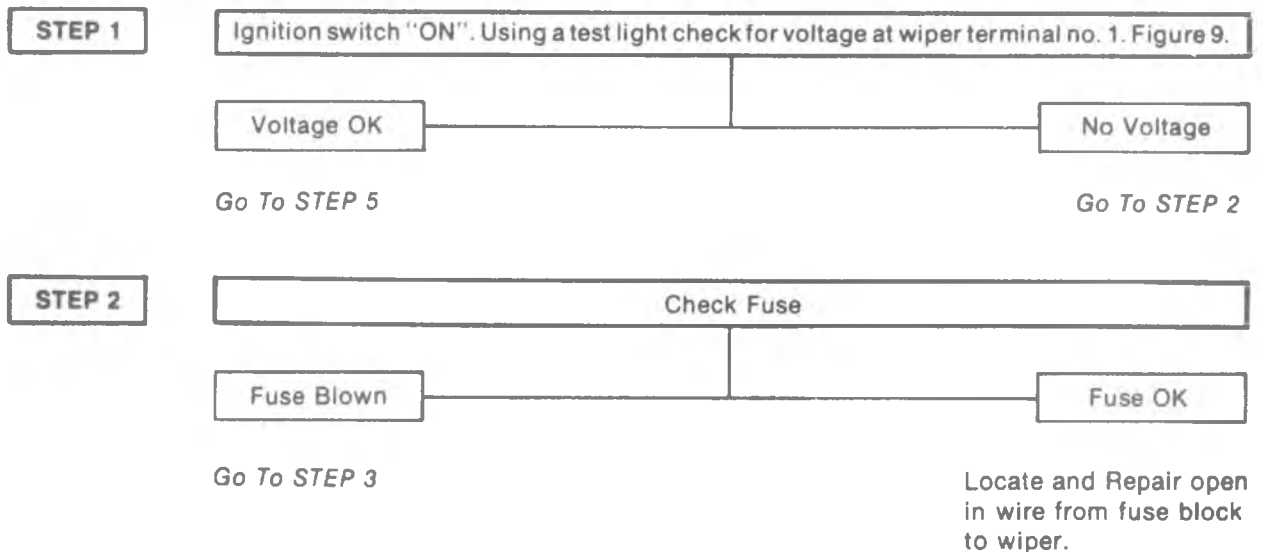 STEP 1
Ignition switch "ON". Using a test light check for voltage at wiper terminal no. 1. Figure 9.
Voltage OK
No Voltage
Go To STEP 5
Go To STEP 2
STEP 2
Check Fuse
Fuse Blown
Fuse OK
Go To STEP 3
Locate and Repair open
in wire from fuse block
to wiper.